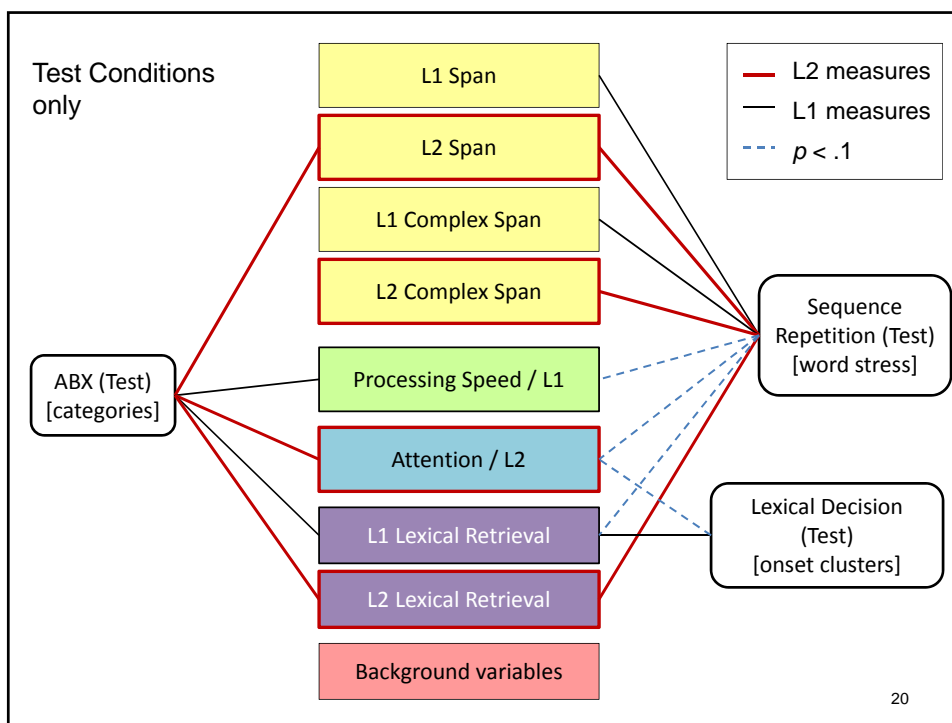 Test Conditions
only
L1 Span
L2 Span
L1 Complex Span
L2 Complex Span
Processing Speed / L1
Attention / L2
L1 Lexical Retrieval
L2 Lexical Retrieval
Background variables
L2 measures
L1 measures
p < .1
ABX (Test)
[categories]
Sequence
Repetition (Test)
[word stress]
Lexical Decision
(Test)
[onset clusters]
20